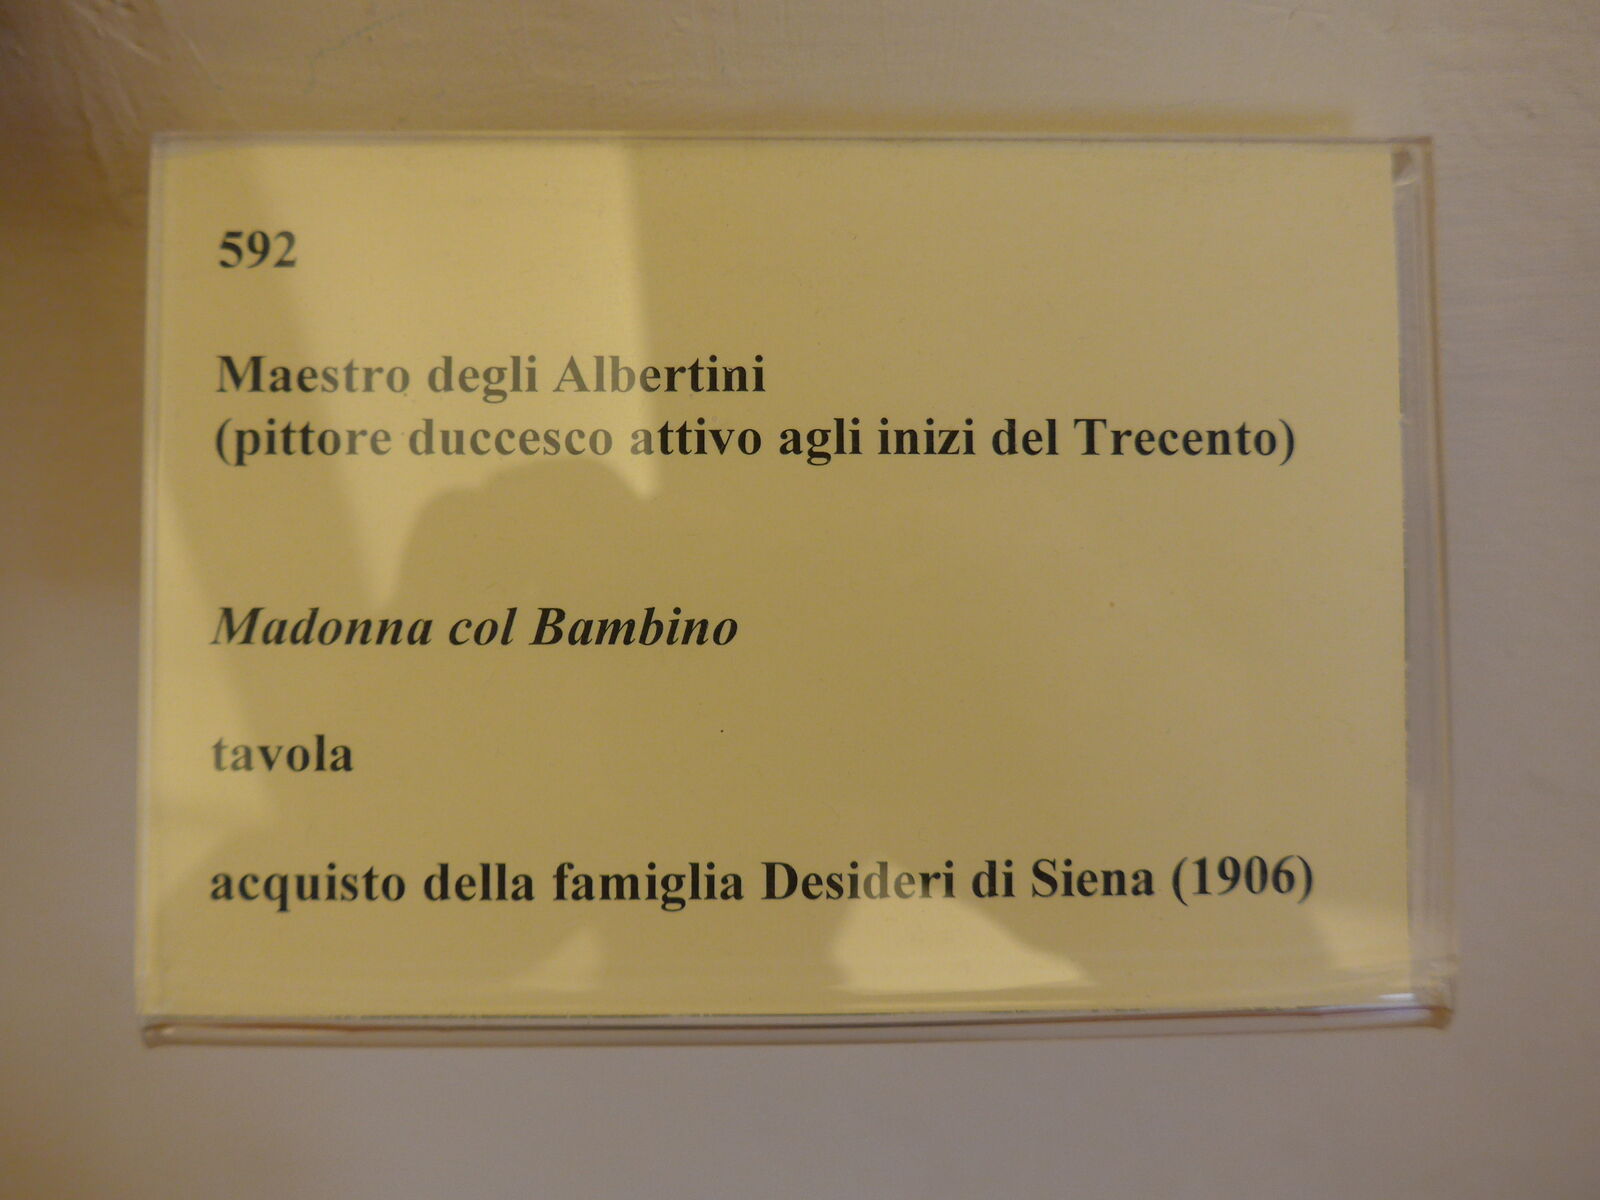 592
Maestro degli Albertini
(pittore duccesco attivo agli inizi del Trecento)
Madonna col Bambino
tavola
acquisto della famiglia Desideri di Siena (1906)